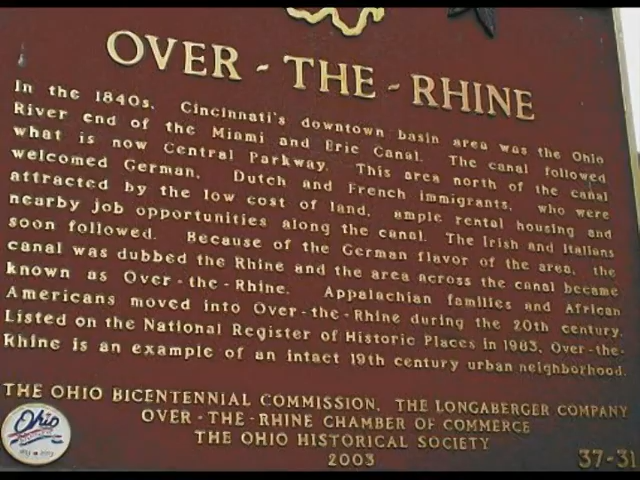 OVER-THE-RHINE
In the 1840s, Cincinnati's downtown basin area was the Ohio
River end of the Miami and Erie Canal. The canal followed
what is now Central Parkway. This area north of the canal
welcomed German, Dutch and French immigrants, who were
attracted by the low cost of land, ample rental housing and
nearby job opportunities along the canal. The Irish and Italians
soon followed. Because of the German flavor of the area, the
canal was dubbed the Rhine and the area across the canal became
known as Over-the-Rhine. Appalachian families and African
Americans moved into Over-the-Rhine during the 20th century.
Listed on the National Register of Historic Places in 1983, Over-the-
Rhine is an example of an intact 19th century urban neighborhood.
THE OHIO BICENTENNIAL COMMISSION, THE LONGABERGER COMPANY
OVER-THE-RHINE CHAMBER OF COMMERCE
THE OHIO HISTORICAL SOCIETY
2003
37-31
Ohio